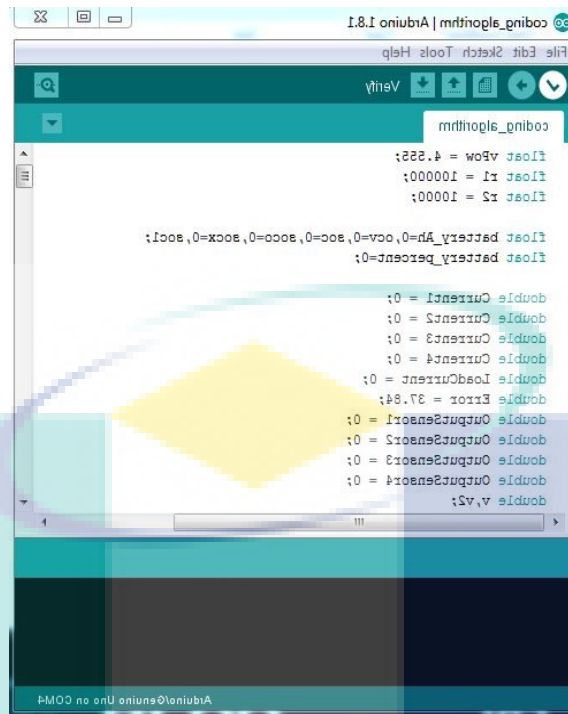 coding_algorithm | Arduino 1.8.1
File Edit Sketch Tools Help
Verify
coding_algorithm
float vPow = 4.555;
float r1 = 100000;
float r2 = 10000;
float battery_Ah=0,ocv=0,soc=0,soco=0,socx=0,soc1;
float battery_percent=0;
double Current1 = 0;
double Current2 = 0;
double Current3 = 0;
double Current4 = 0;
double LoadCurrent = 0;
double Error = 37.84;
double OutputSensor1 = 0;
double OutputSensor2 = 0;
double OutputSensor3 = 0;
double OutputSensor4 = 0;
double v,v2;
Arduino/Genuino Uno on COM4